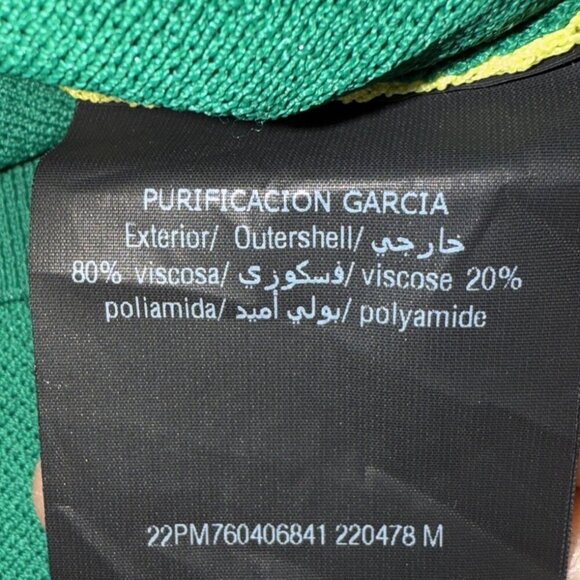 PURIFICACION GARCIA
Exterior/ Outershell/ خارجي
80% viscosa/ فسكوزي/ viscose 20%
poliamida/ بولي أميد/ polyamide
22PM760406841 220478 M